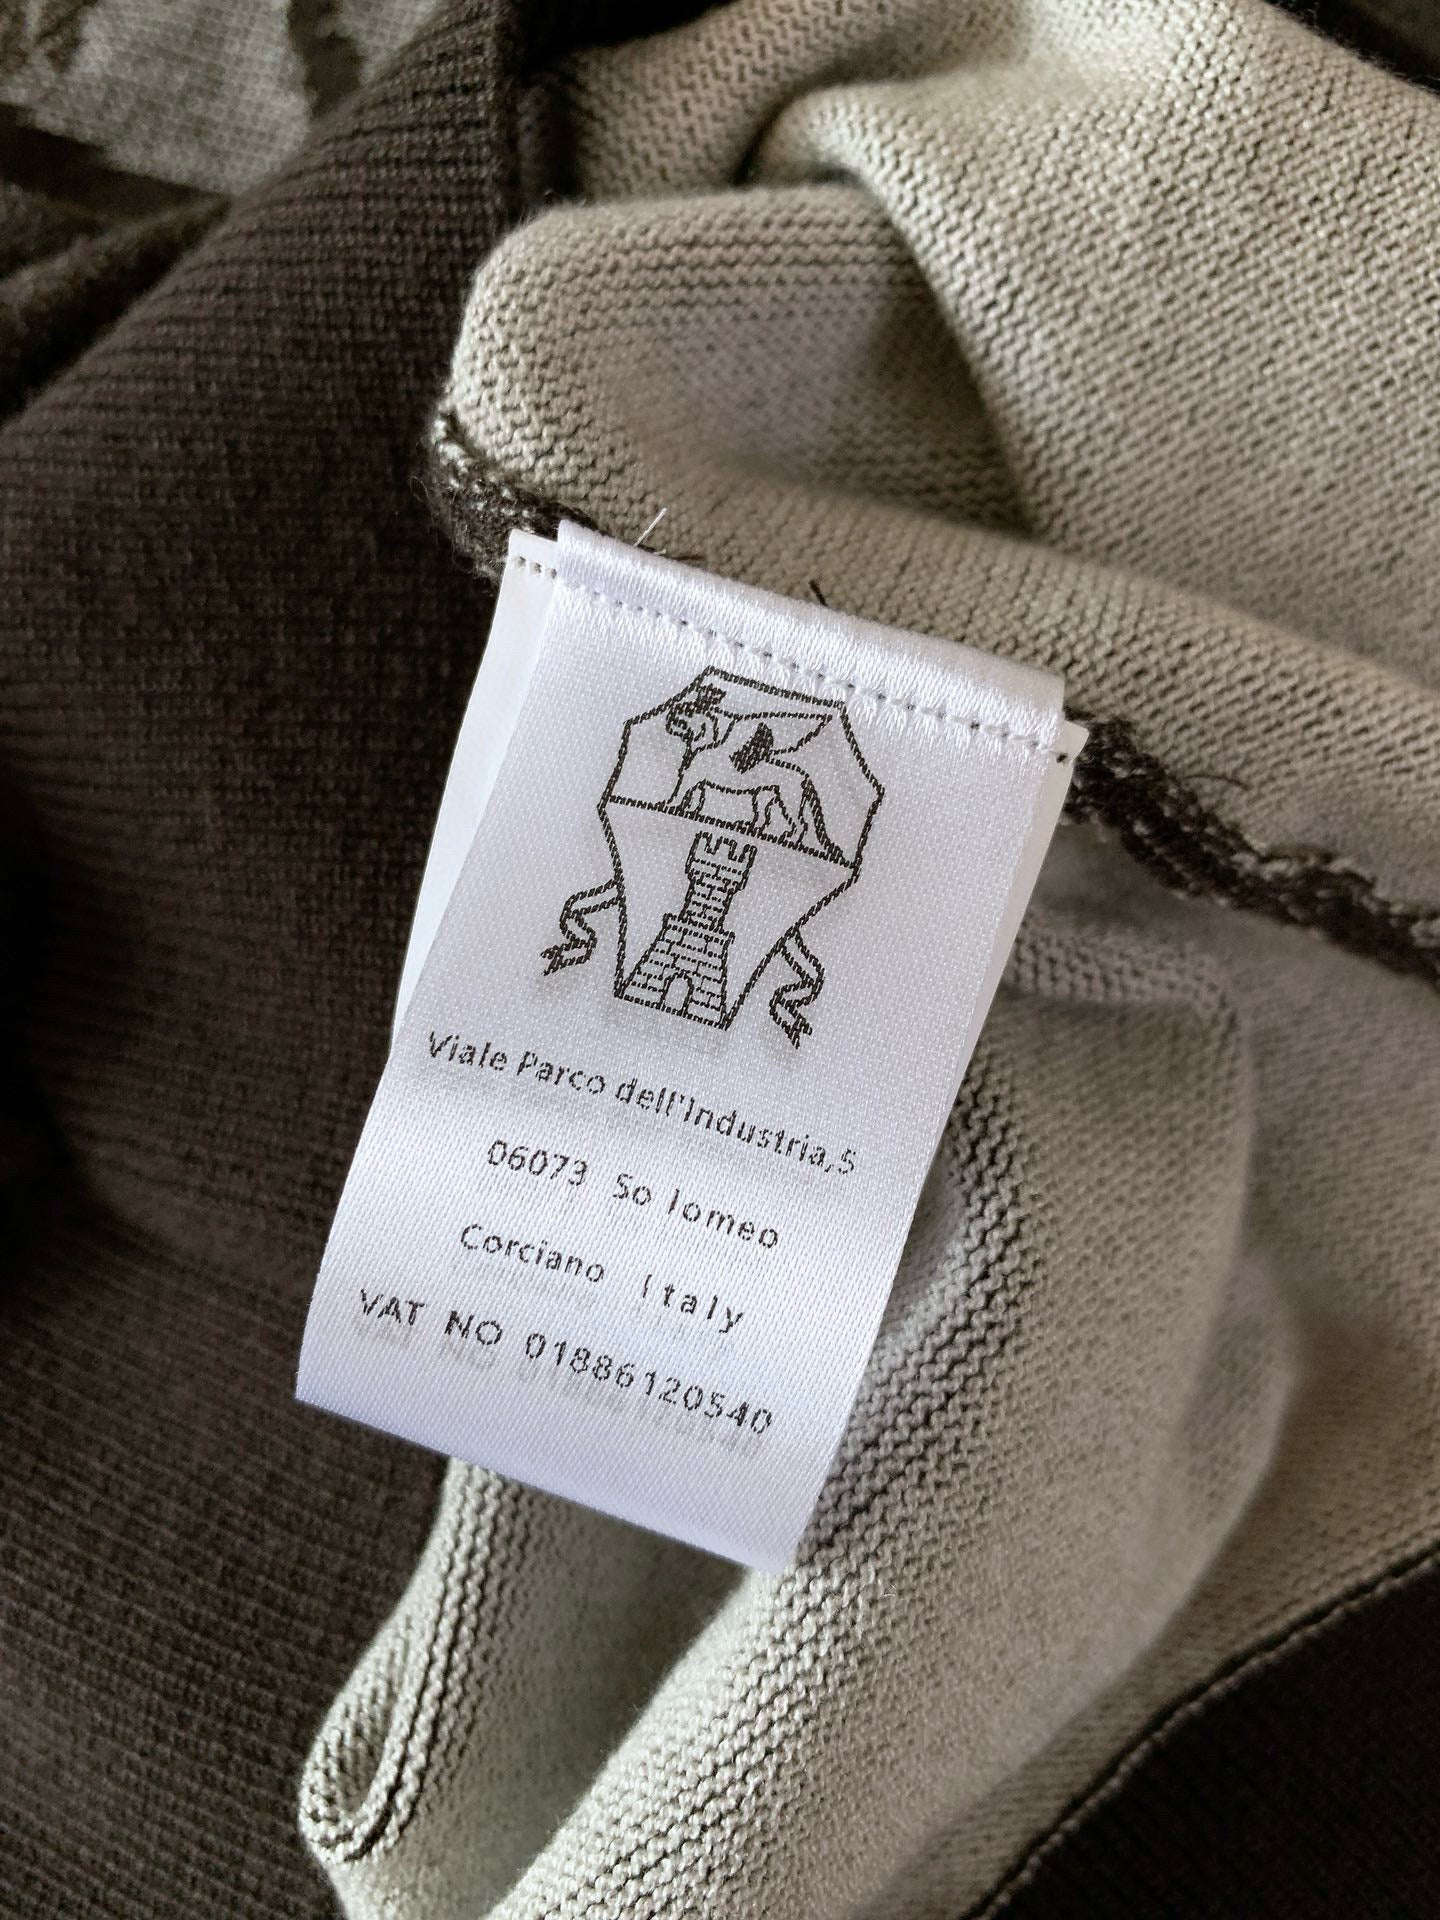 Viale Parco dell'Industria,5
06073 So lomeo
Corciano Italy
VAT NO 01886120540